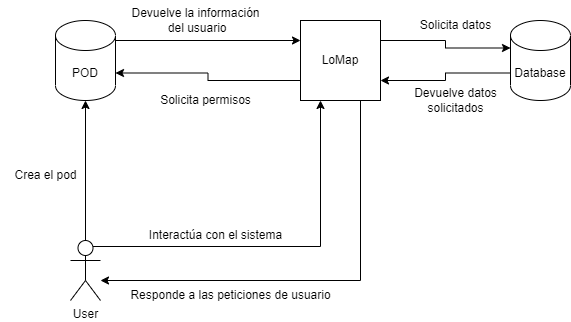 Devuelve la información
del usuario
Solicita datos
POD
LoMap
Database
Solicita permisos
Devuelve datos
solicitados
Crea el pod
Interactúa con el sistema
Responde a las peticiones de usuario
User